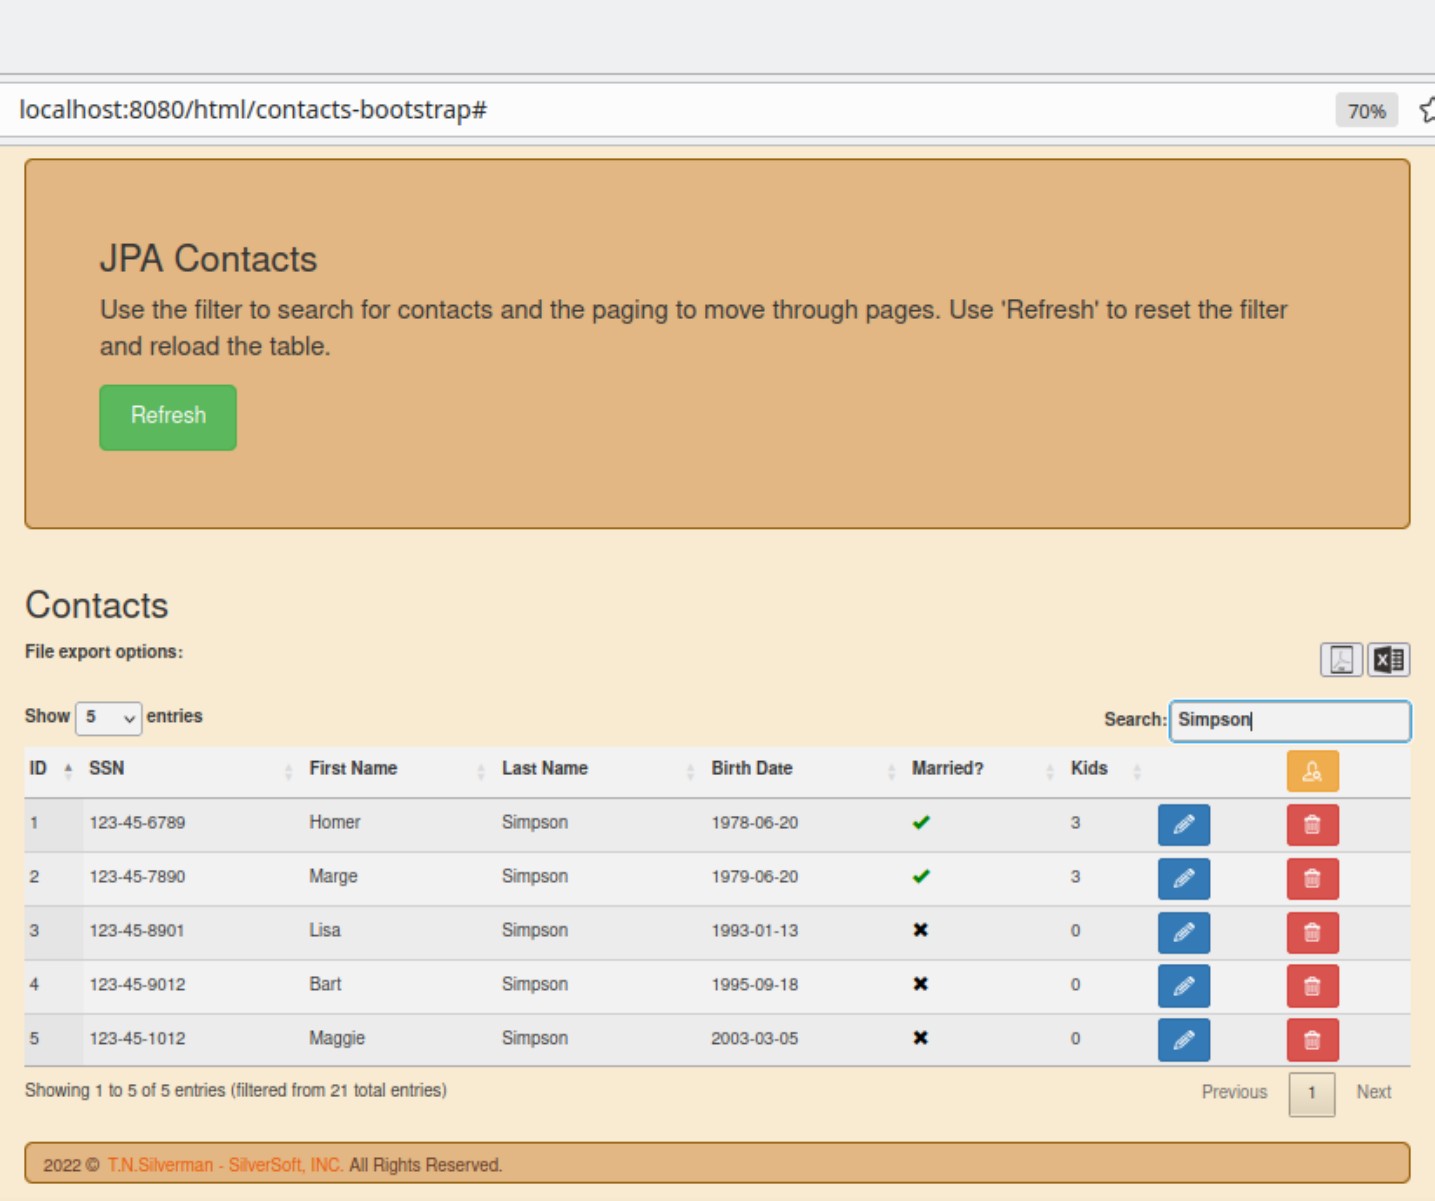 localhost:8080/html/contacts-bootstrap#
70%
JPA Contacts
Use the filter to search for contacts and the paging to move through pages. Use 'Refresh' to reset the filter
and reload the table.
Refresh
Contacts
File export options:
Show 5 entries Search: Simpson
ID SSN First Name Last Name Birth Date Married? Kids
1 123-45-6789 Homer Simpson 1978-06-20 ✔ 3
2 123-45-7890 Marge Simpson 1979-06-20 ✔ 3
3 123-45-8901 Lisa Simpson 1993-01-13 ✖ 0
4 123-45-9012 Bart Simpson 1995-09-18 ✖ 0
5 123-45-1012 Maggie Simpson 2003-03-05 ✖ 0
Showing 1 to 5 of 5 entries (filtered from 21 total entries) Previous 1 Next
2022 © T.N.Silverman - SilverSoft, INC. All Rights Reserved.